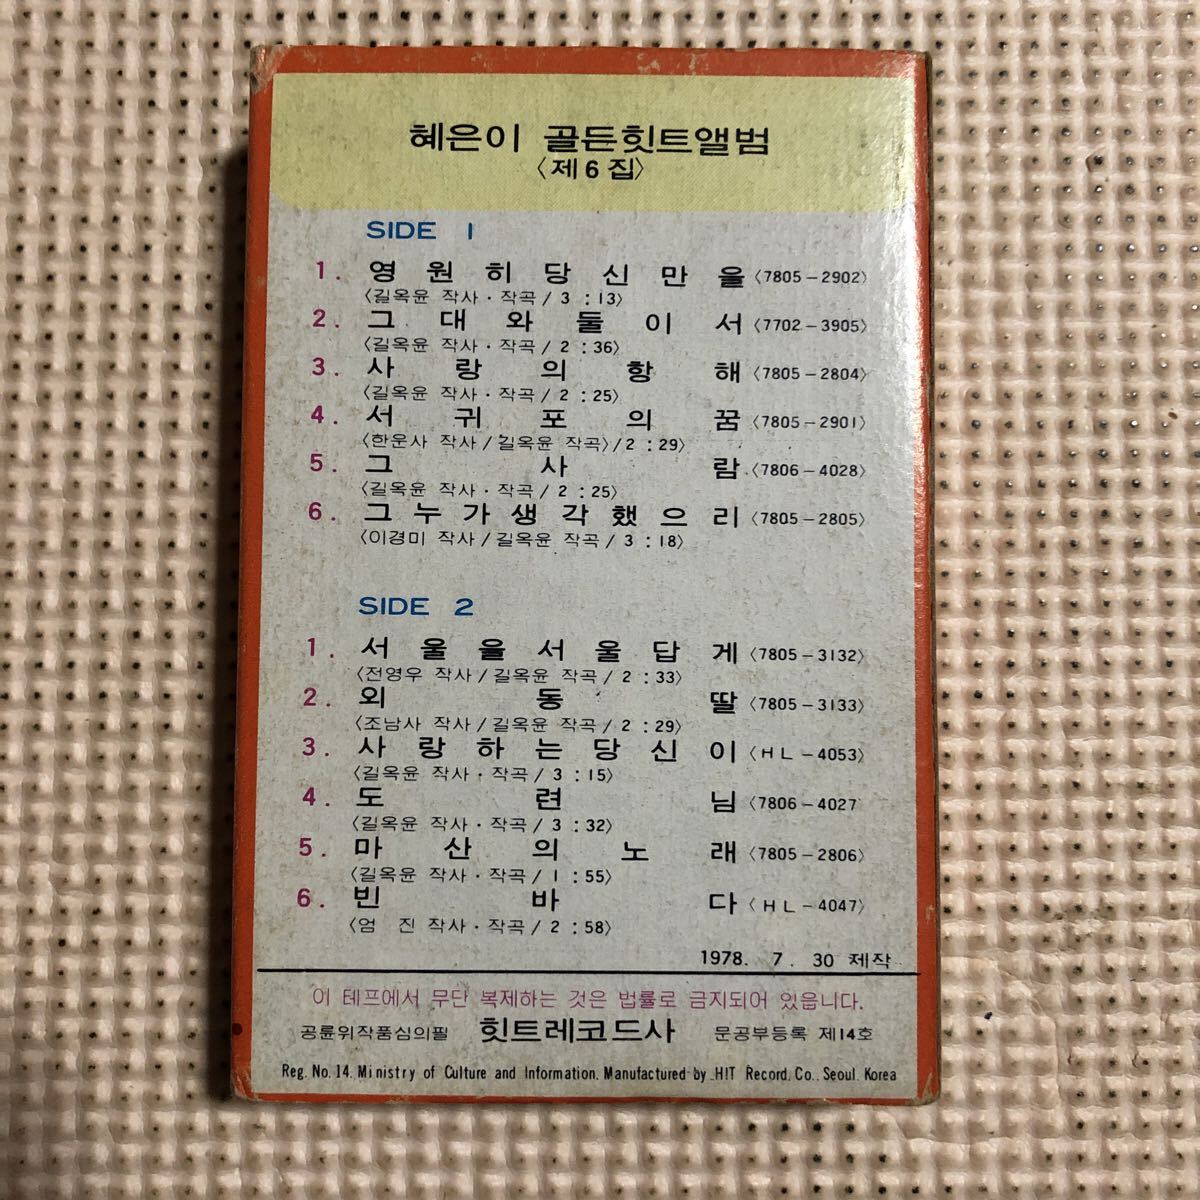 혜은이 골든힛트앨범
〈제6집〉
SIDE 1
1. 영원히당신만을 〈7805-2902〉
〈길옥윤 작사·작곡/3:13〉
2. 그대와둘이서 〈7702-3905〉
〈길옥윤 작사·작곡/2:36〉
3. 사랑의항해 〈7805-2804〉
〈길옥윤 작사·작곡/2:25〉
4. 서귀포의꿈 〈7805-2901〉
〈한운사 작사/길옥윤 작곡〉/2:29〉
5. 그사람 〈7806-4028〉
〈길옥윤 작사·작곡/2:25〉
6. 그누가생각했으리 〈7805-2805〉
〈이경미 작사/길옥윤 작곡/3:18〉
SIDE 2
1. 서울을서울답게 〈7805-3132〉
〈전영우 작사/길옥윤 작곡/2:33〉
2. 외동딸 〈7805-3133〉
〈조남사 작사/길옥윤 작곡/2:29〉
3. 사랑하는당신이 〈HL-4053〉
〈길옥윤 작사·작곡/3:15〉
4. 도련님 〈7806-4027
〈길옥윤 작사·작곡/3:32〉
5. 마산의노래 〈7805-2806〉
〈길옥윤 작사·작곡/1:55〉
6. 빈바다 〈HL-4047〉
〈엄 진 작사·작곡/2:58〉
1978. 7. 30 제작
이 테프에서 무단 복제하는 것은 법률로 금지되어 있읍니다.
공륜위작품심의필 힛트레코드사 문공부등록 제14호
Reg. No. 14. Ministry of Culture and Information. Manufactured by HIT Record. Co.. Seoul. Korea